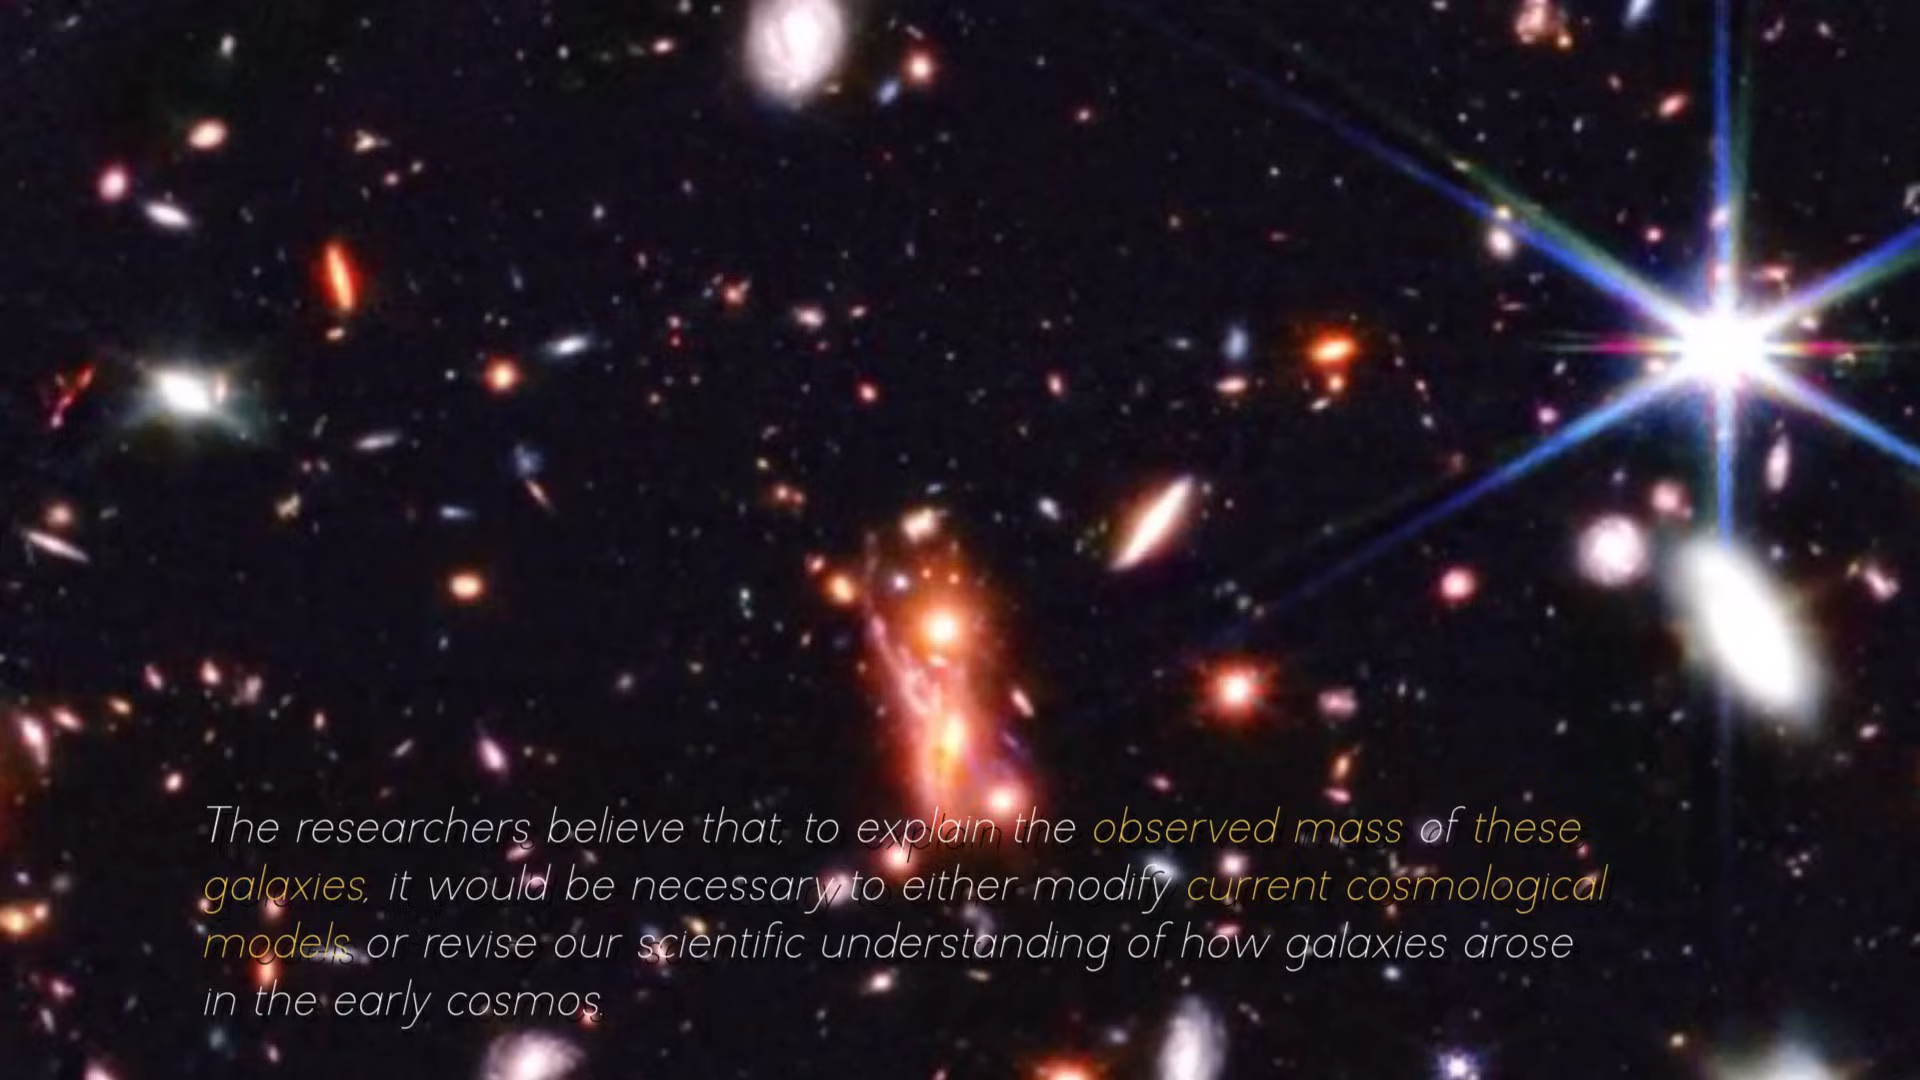 The researchers believe that, to explain the observed mass of these
galaxies, it would be necessary to either modify current cosmological
models or revise our scientific understanding of how galaxies arose
in the early cosmos.